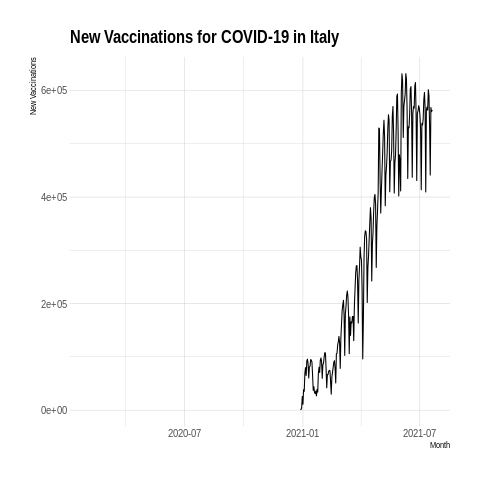 New Vaccinations for COVID-19 in Italy
New Vaccinations
6e+05
4e+05
2e+05
0e+00
2020-07
2021-01
2021-07
Month